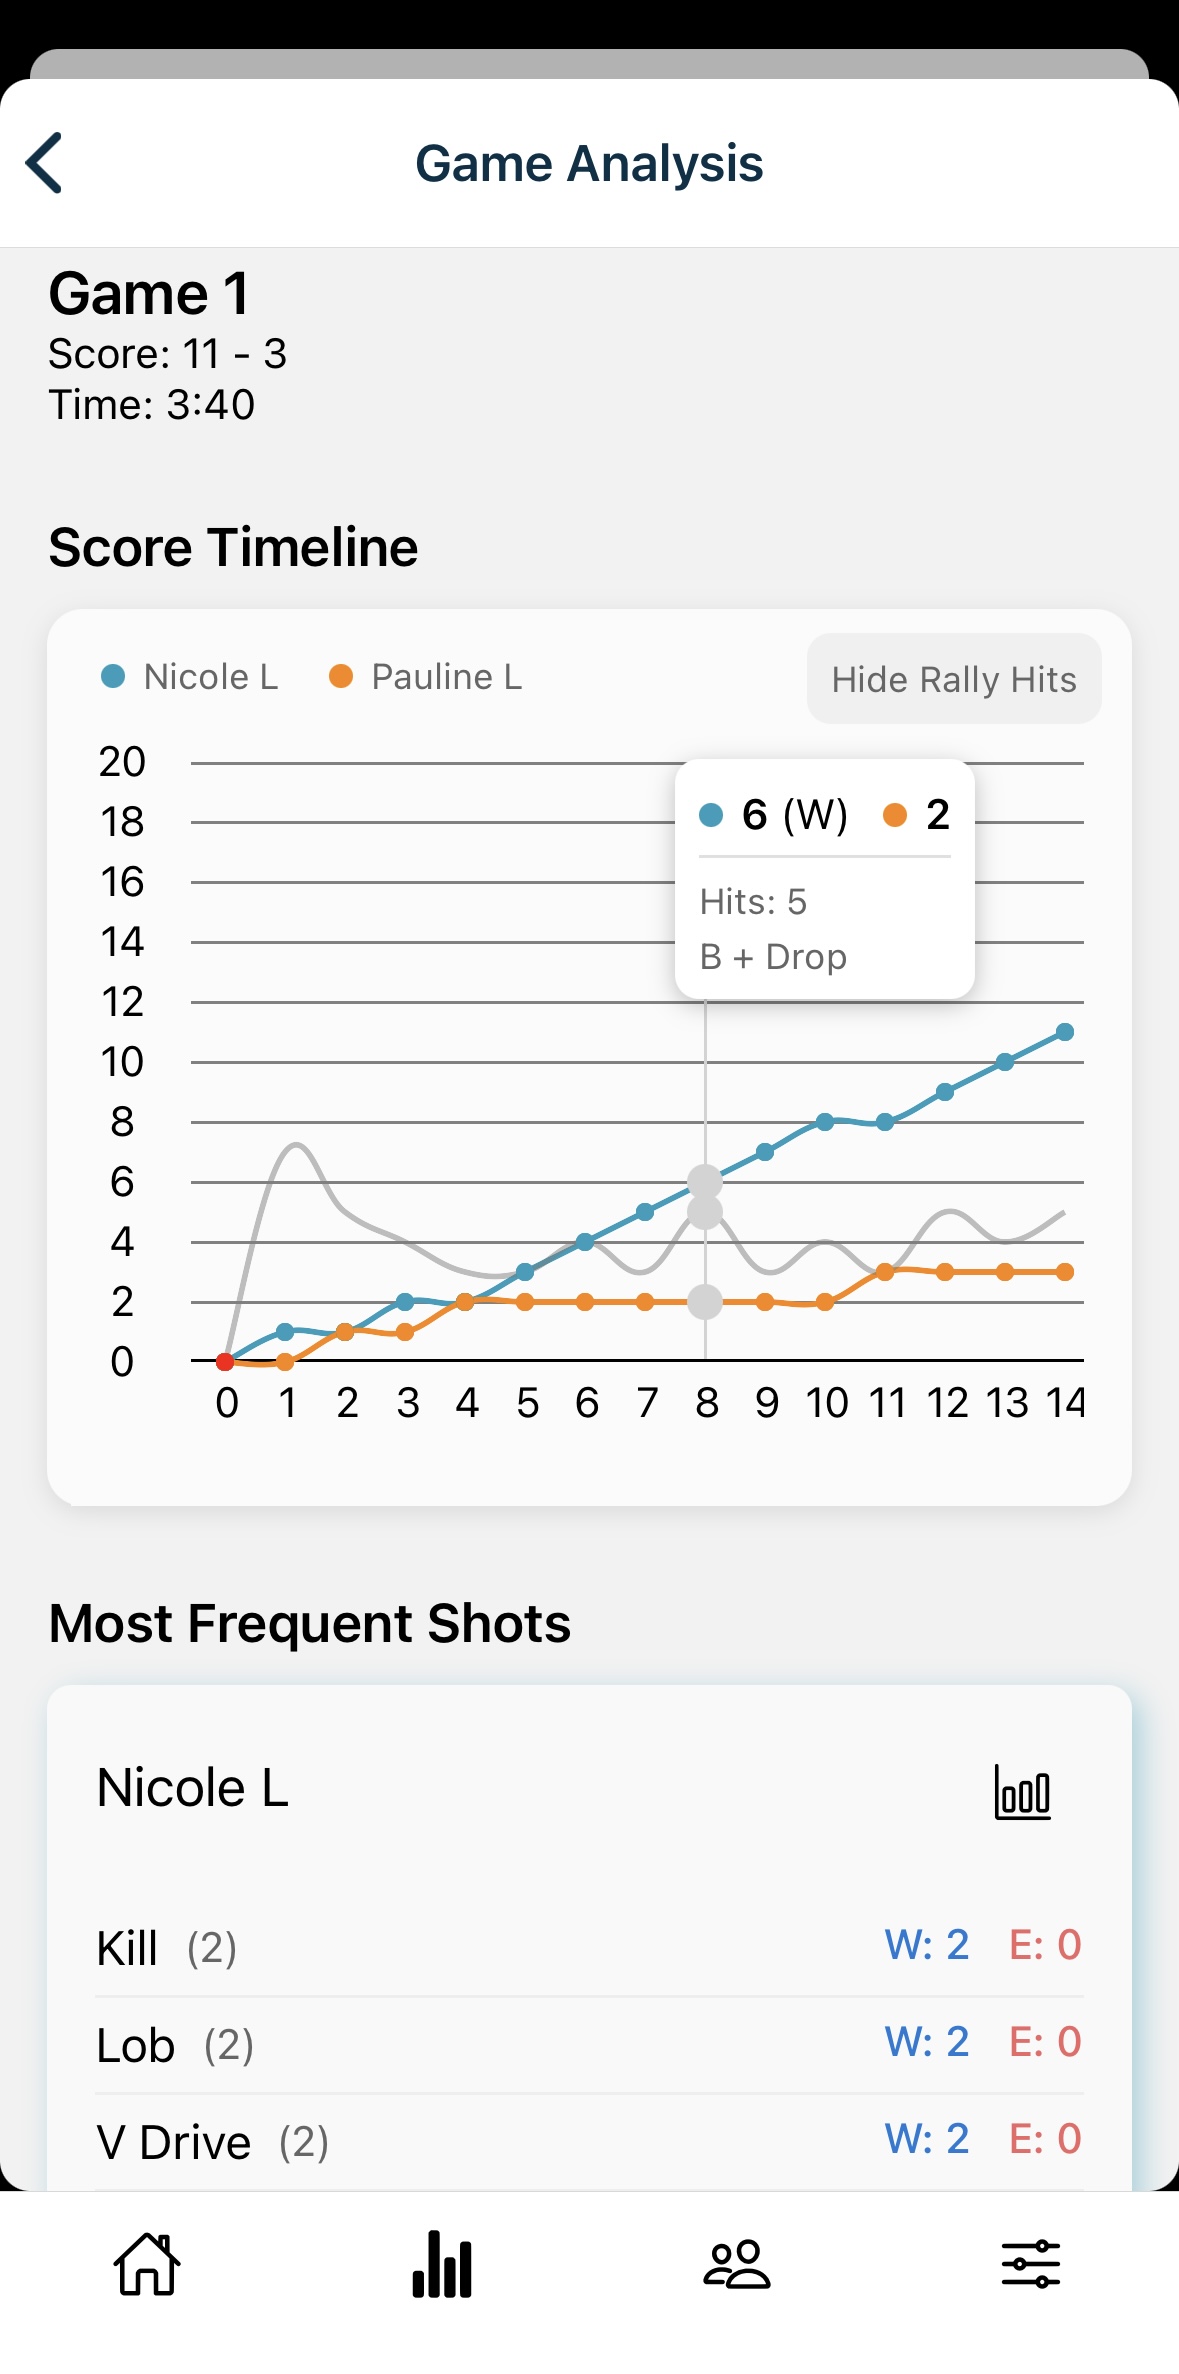 Game Analysis
Game 1
Score: 11 - 3
Time: 3:40
Score Timeline
Nicole L Pauline L Hide Rally Hits
20
18
16
14
12
10
8
6
4
2
0
6 (W) 2
Hits: 5
B + Drop
0 1 2 3 4 5 6 7 8 9 10 11 12 13 14
Most Frequent Shots
Nicole L
Kill (2) W: 2 E: 0
Lob (2) W: 2 E: 0
V Drive (2) W: 2 E: 0